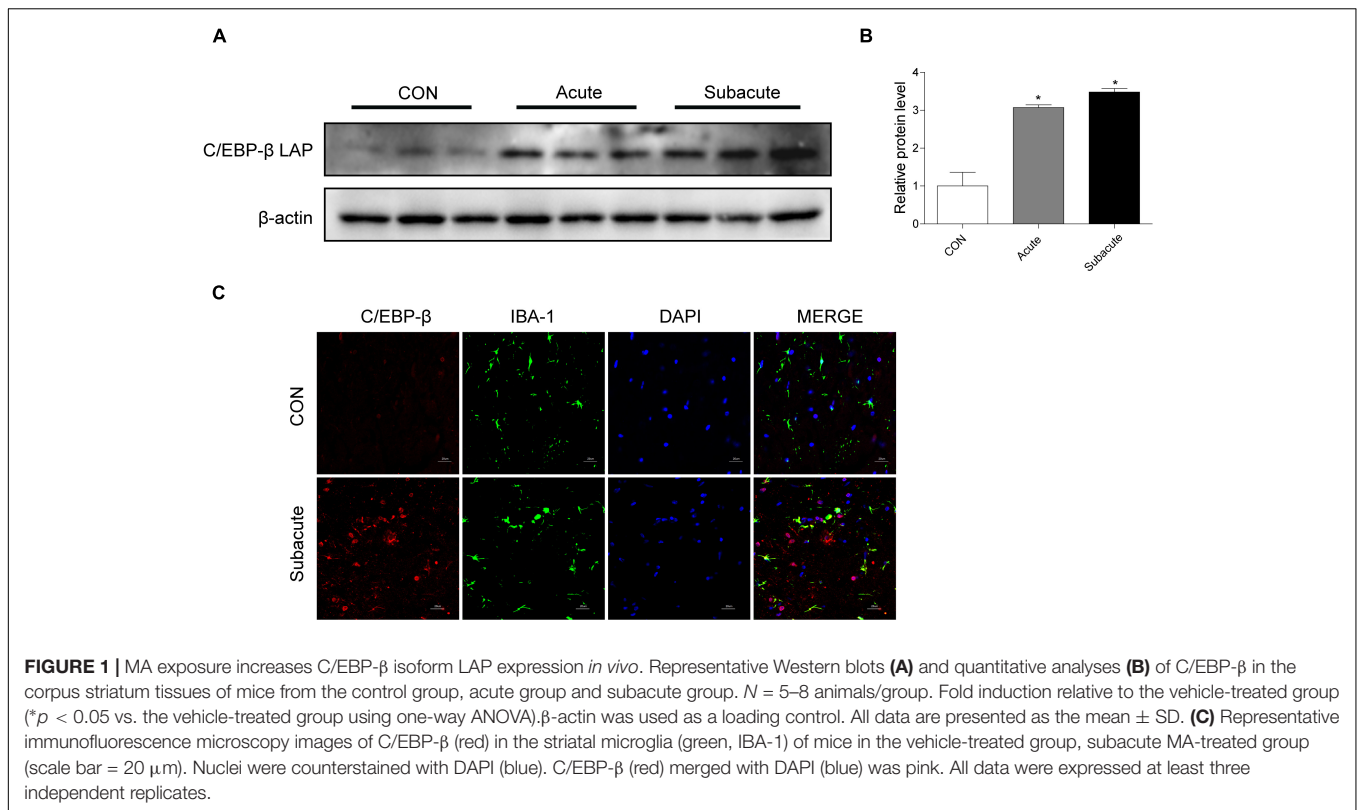 A
CON Acute Subacute
C/EBP-β LAP
β-actin
B
Relative protein level
4
3
2
1
0
CON
Acute
Subacute
*
*
C
C/EBP-β IBA-1 DAPI MERGE
CON
Subacute
FIGURE 1 | MA exposure increases C/EBP-β isoform LAP expression in vivo. Representative Western blots (A) and quantitative analyses (B) of C/EBP-β in the
corpus striatum tissues of mice from the control group, acute group and subacute group. N = 5–8 animals/group. Fold induction relative to the vehicle-treated group
(*p < 0.05 vs. the vehicle-treated group using one-way ANOVA).β-actin was used as a loading control. All data are presented as the mean ± SD. (C) Representative
immunofluorescence microscopy images of C/EBP-β (red) in the striatal microglia (green, IBA-1) of mice in the vehicle-treated group, subacute MA-treated group
(scale bar = 20 μm). Nuclei were counterstained with DAPI (blue). C/EBP-β (red) merged with DAPI (blue) was pink. All data were expressed at least three
independent replicates.